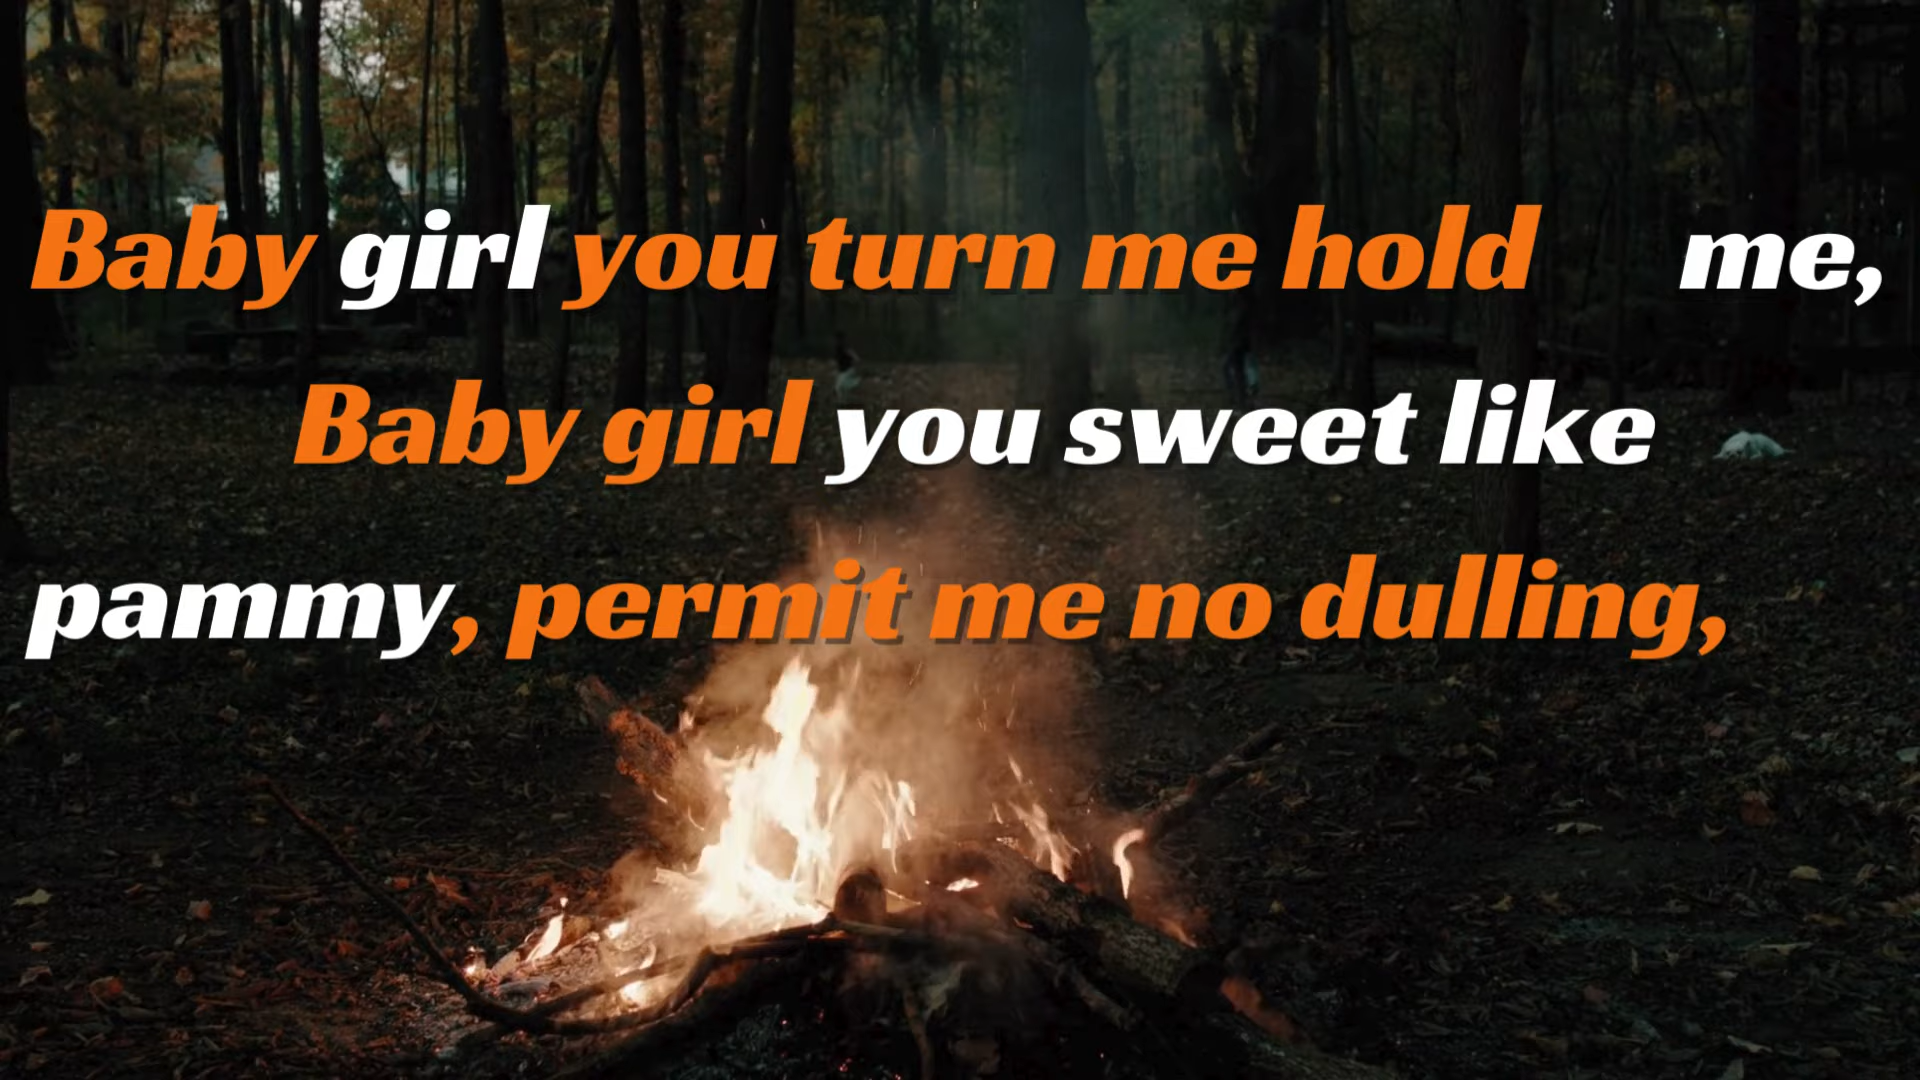 Baby girl you turn me hold me,
Baby girl you sweet like
pammy, permit me no dulling,